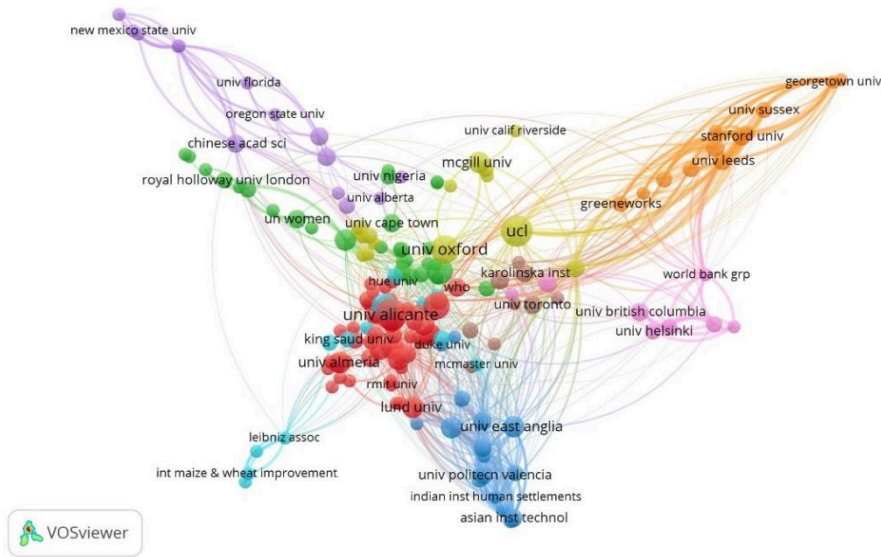 new mexico state univ
georgetown univ
univ florida
univ sussex
oregon state univ
univ calif riverside
stanford univ
chinese acad sci
mcgill univ
univ leeds
royal holloway univ london
univ nigeria
univ alberta
greeneworks
un women
univ cape town
ucl
univ oxford
karolinska inst
world bank grp
hue univ
who
univ toronto
univ alicante
univ british columbia
univ helsinki
king saud univ
duke univ
univ almeria
mcmaster univ
rmit univ
lund univ
univ east anglia
leibniz assoc
int maize & wheat improvement
univ politecn valencia
indian inst human settlements
asian inst technol
VOSviewer